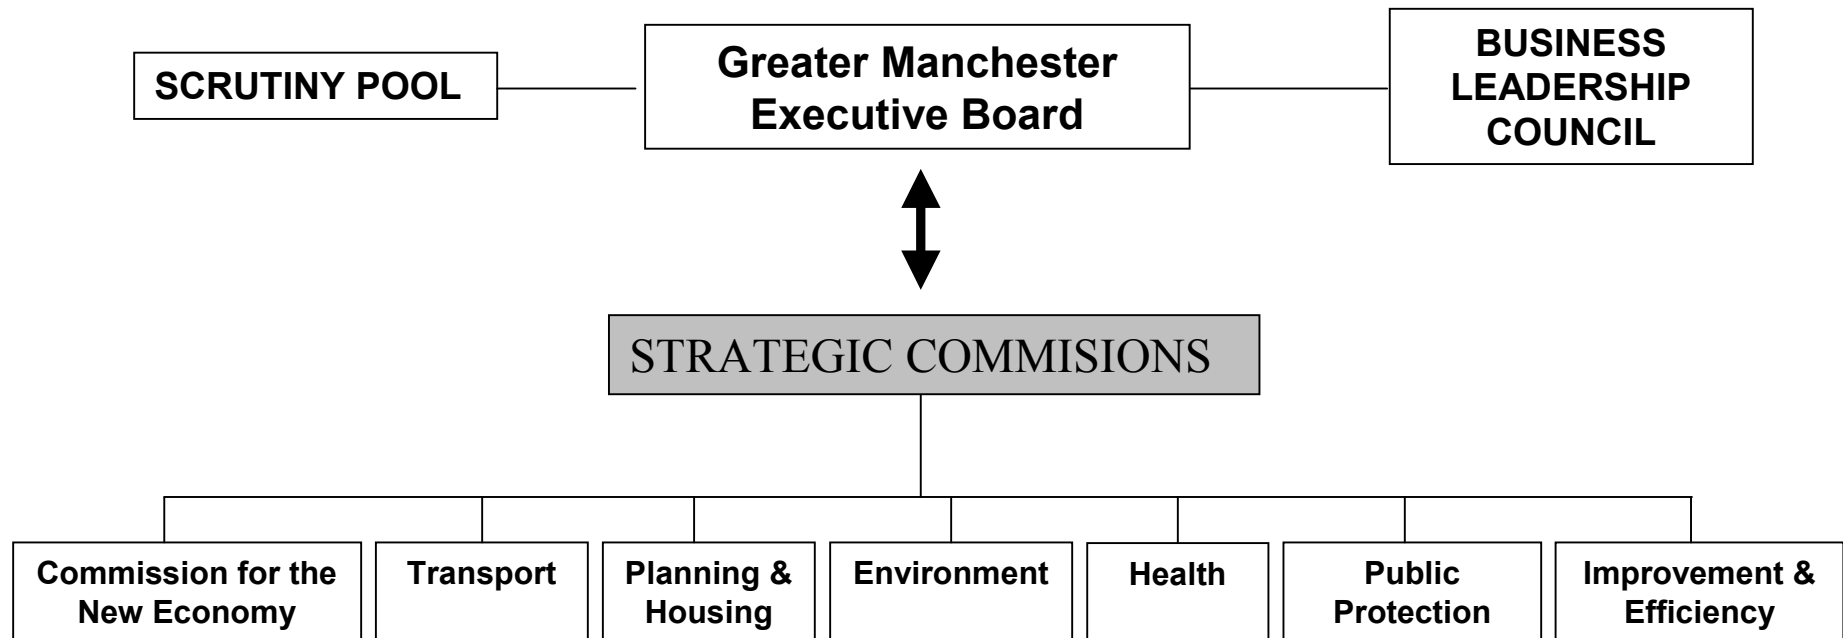 SCRUTINY POOL
Greater Manchester
Executive Board
BUSINESS
LEADERSHIP
COUNCIL
STRATEGIC COMMISIONS
Commission for the
New Economy
Transport
Planning &
Housing
Environment
Health
Public
Protection
Improvement &
Efficiency